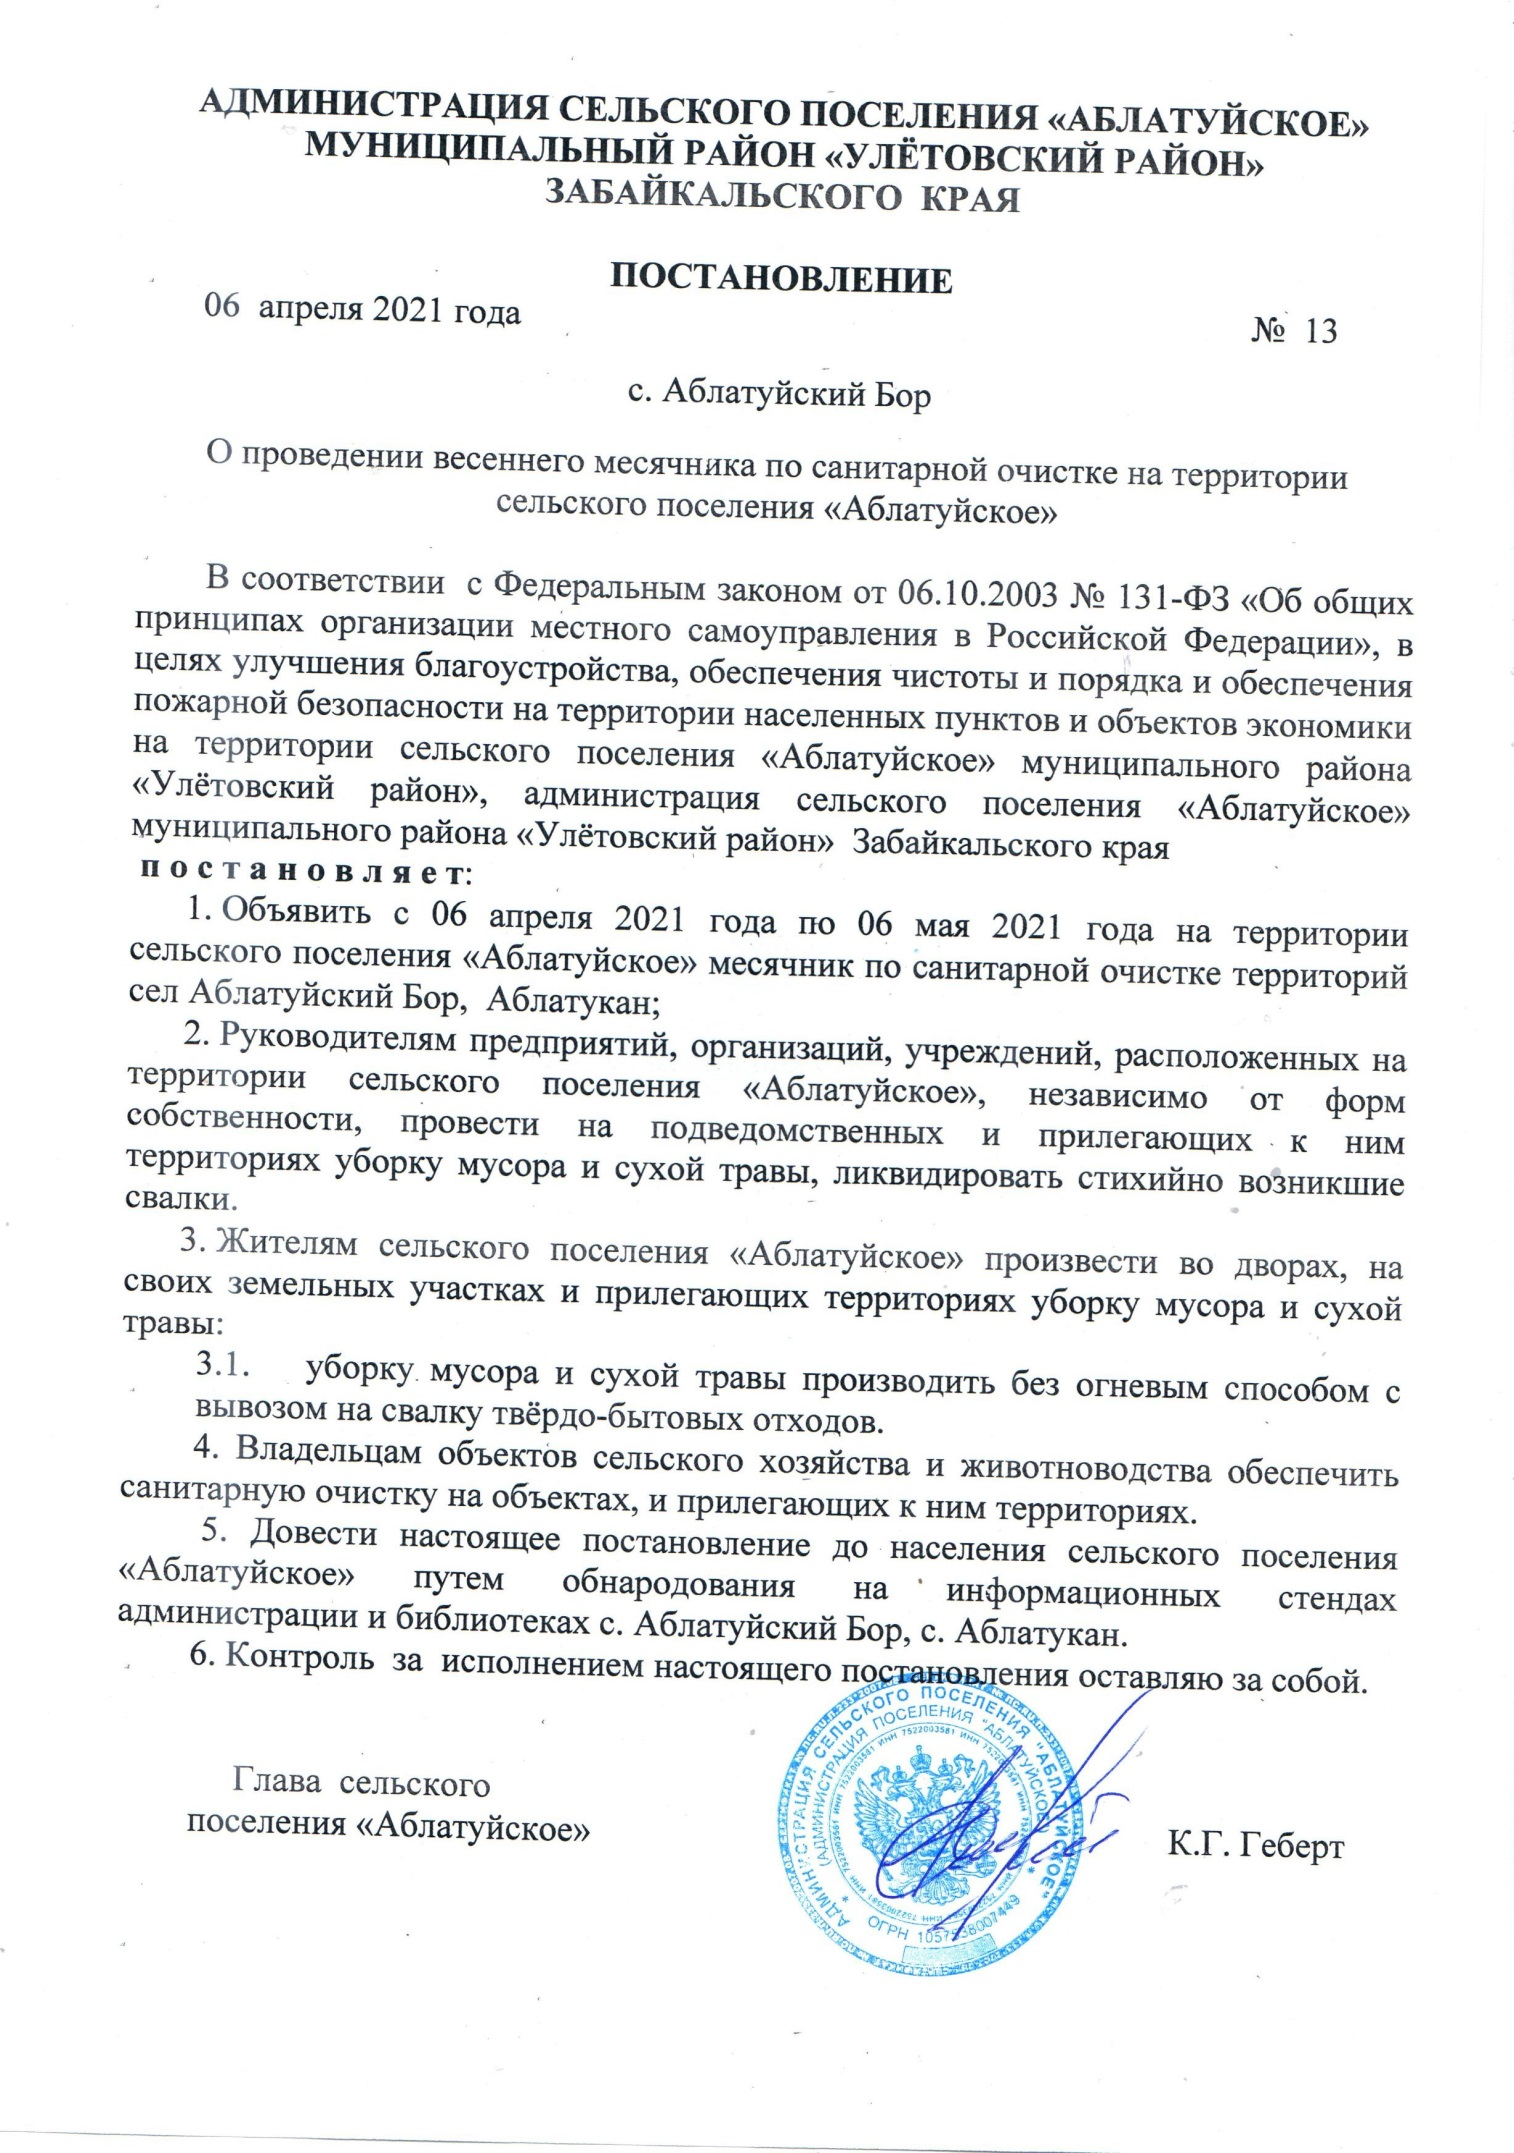 АДМИНИСТРАЦИЯ СЕЛЬСКОГО ПОСЕЛЕНИЯ «АБЛАТУЙСКОЕ»
МУНИЦИПАЛЬНЫЙ РАЙОН «УЛЁТОВСКИЙ РАЙОН»
ЗАБАЙКАЛЬСКОГО КРАЯ
ПОСТАНОВЛЕНИЕ
06 апреля 2021 года
№ 13
с. Аблатуйский Бор
О проведении весеннего месячника по санитарной очистке на территории
сельского поселения «Аблатуйское»
В соответствии с Федеральным законом от 06.10.2003 № 131-ФЗ «Об общих
принципах организации местного самоуправления в Российской Федерации», в
целях улучшения благоустройства, обеспечения чистоты и порядка и обеспечения
пожарной безопасности на территории населенных пунктов и объектов экономики
на территории сельского поселения «Аблатуйское» муниципального района
«Улётовский район», администрация сельского поселения «Аблатуйское»
муниципального района «Улётовский район» Забайкальского края
п о с т а н о в л я е т:
1. Объявить с 06 апреля 2021 года по 06 мая 2021 года на территории
сельского поселения «Аблатуйское» месячник по санитарной очистке территорий
сел Аблатуйский Бор, Аблатукан;
2. Руководителям предприятий, организаций, учреждений, расположенных на
территории сельского поселения «Аблатуйское», независимо от форм
собственности, провести на подведомственных и прилегающих к ним
территориях уборку мусора и сухой травы, ликвидировать стихийно возникшие
свалки.
3. Жителям сельского поселения «Аблатуйское» произвести во дворах, на
своих земельных участках и прилегающих территориях уборку мусора и сухой
травы:
3.1. уборку мусора и сухой травы производить без огневым способом с
вывозом на свалку твёрдо-бытовых отходов.
4. Владельцам объектов сельского хозяйства и животноводства обеспечить
санитарную очистку на объектах, и прилегающих к ним территориях.
5. Довести настоящее постановление до населения сельского поселения
«Аблатуйское» путем обнародования на информационных стендах
администрации и библиотеках с. Аблатуйский Бор, с. Аблатукан.
6. Контроль за исполнением настоящего постановления оставляю за собой.
Глава сельского
поселения «Аблатуйское»
К.Г. Геберт
АДМИНИСТРАЦИЯ СЕЛЬСКОГО ПОСЕЛЕНИЯ "АБЛАТУЙСКОЕ"
(АДМИНИСТРАЦИЯ ПОСЕЛЕНИЯ "АБЛАТУЙСКОЕ")
ИНН 7522003581
ОГРН 1057538007449